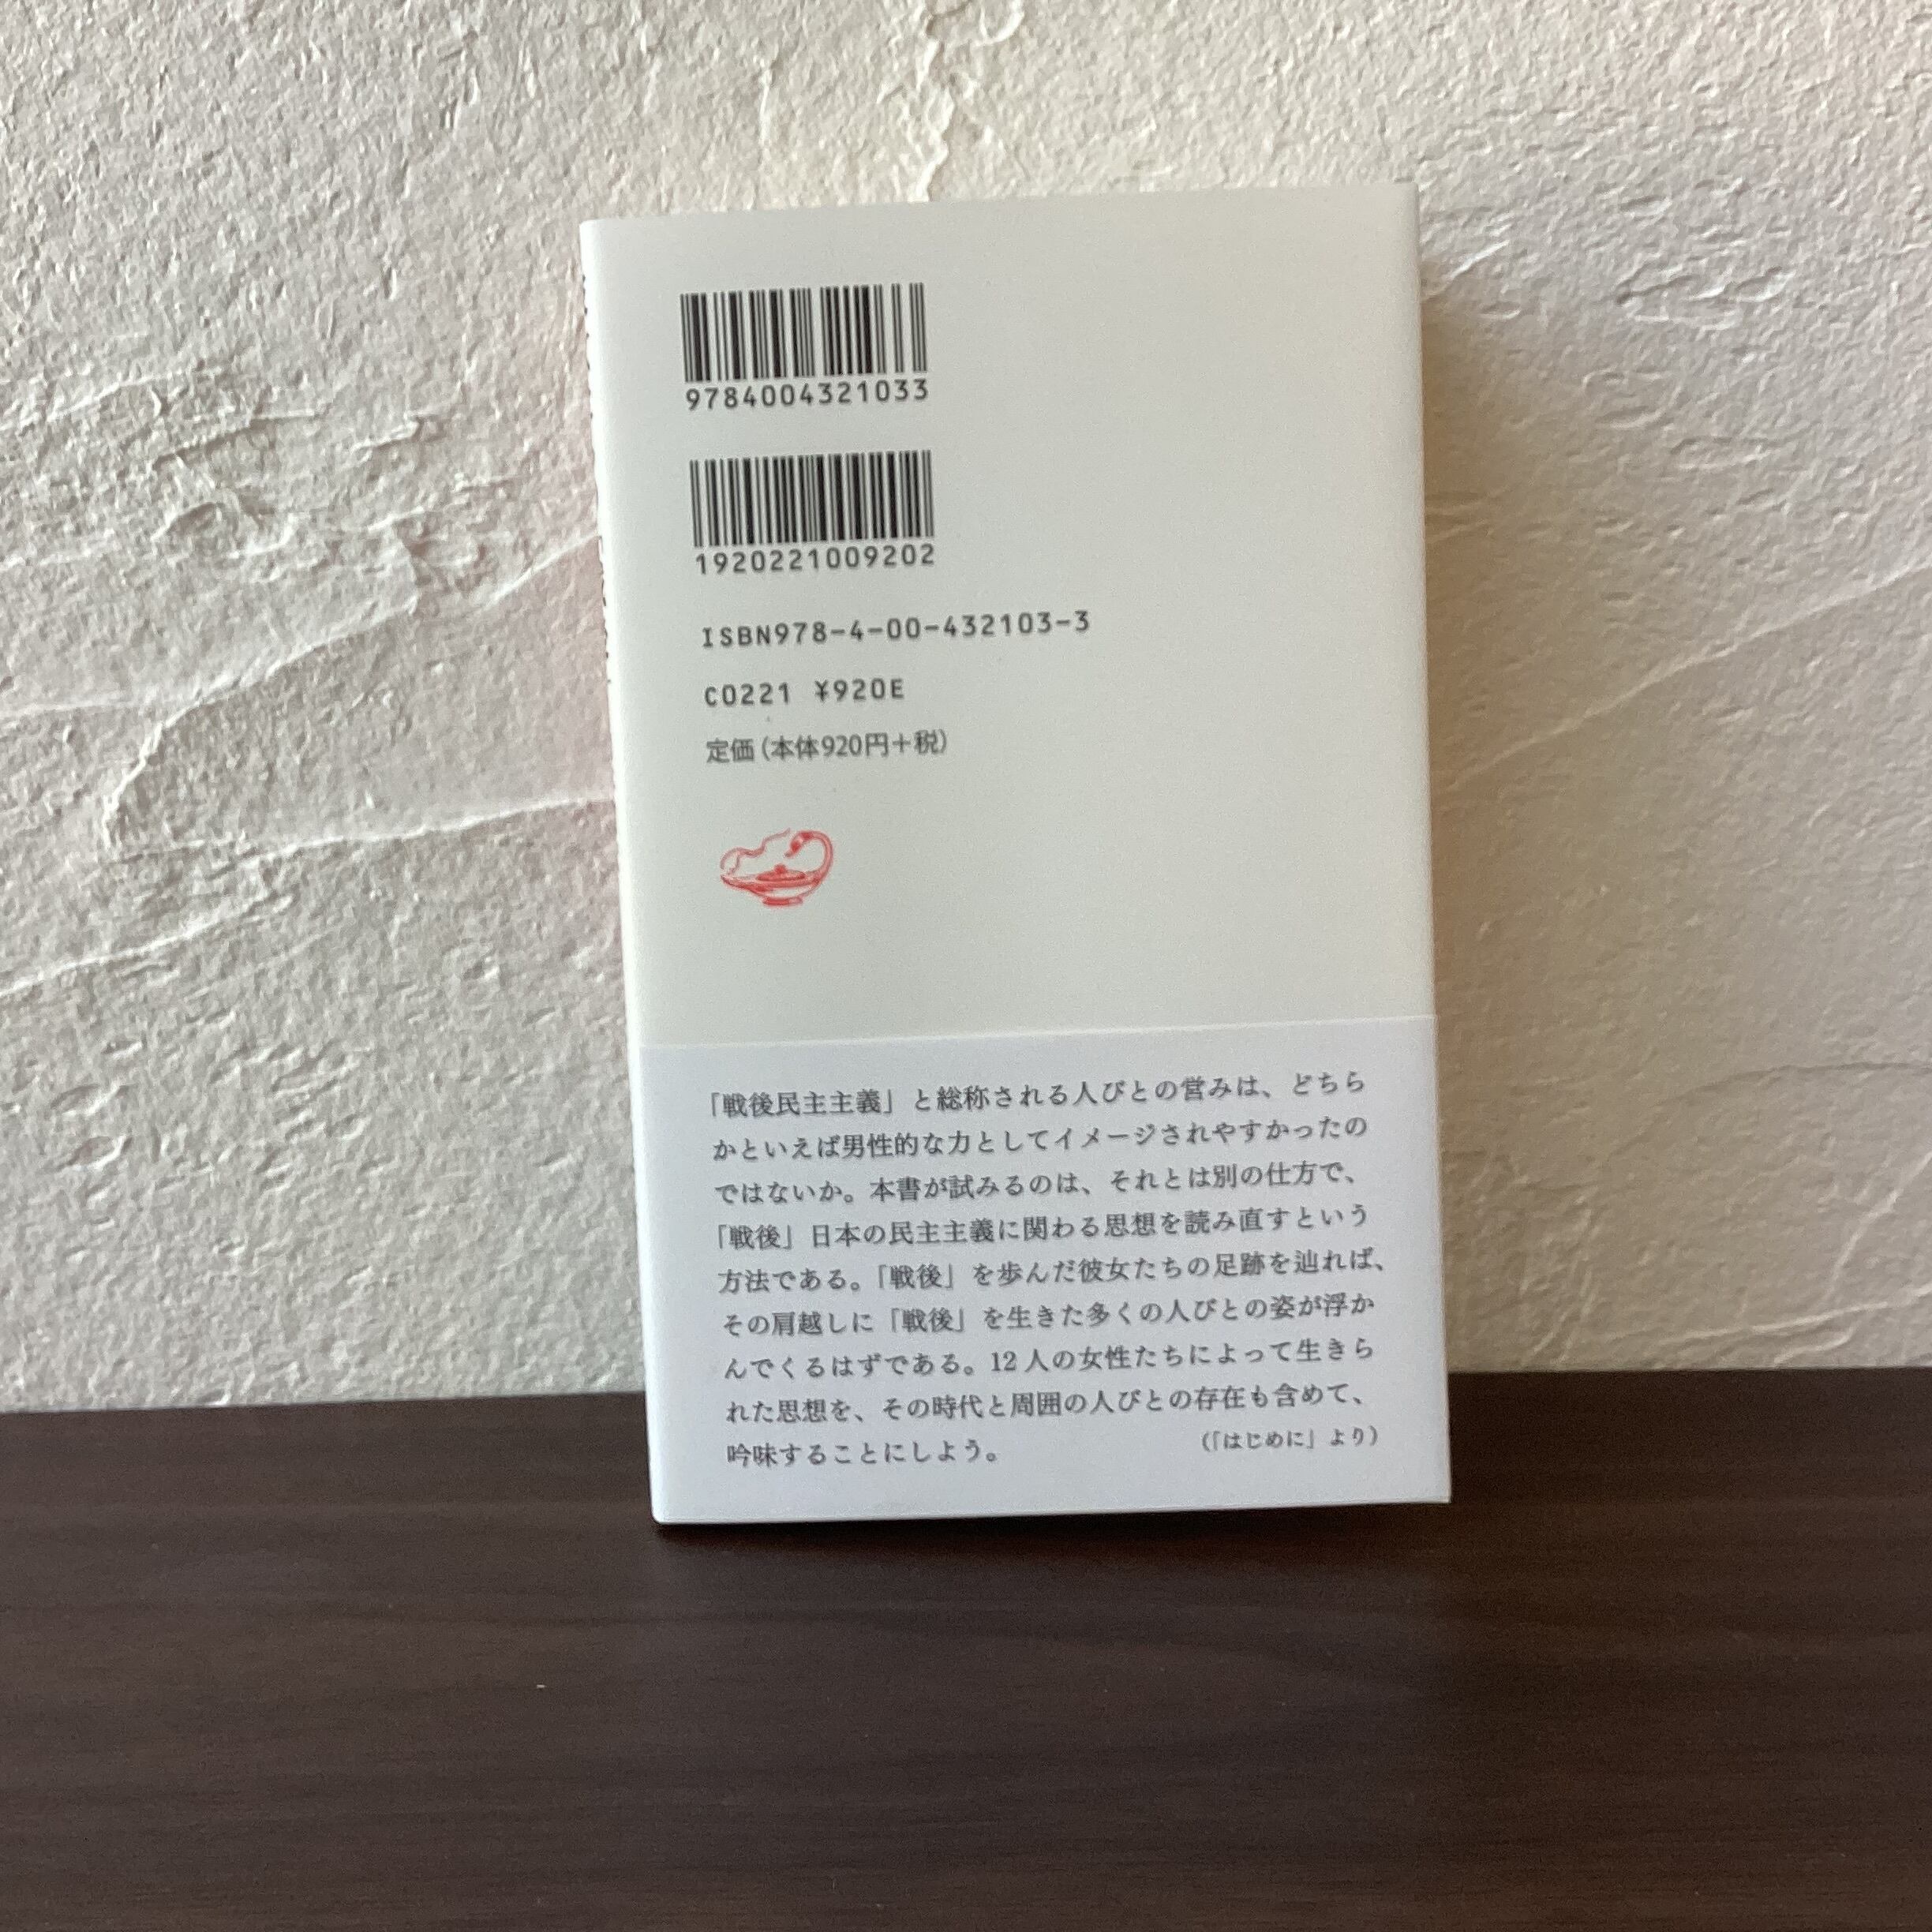 9784004321033
1920221009202
ISBN978-4-00-432103-3
C0221 ¥920E
定価(本体920円+税)
「戦後民主主義」と総称される人びとの営みは、どちら
かといえば男性的な力としてイメージされやすかったの
ではないか。本書が試みるのは、それとは別の仕方で、
「戦後」日本の民主主義に関わる思想を読み直すという
方法である。「戦後」を歩んだ彼女たちの足跡を辿れば、
その肩越しに「戦後」を生きた多くの人びとの姿が浮か
んでくるはずである。12人の女性たちによって生きら
れた思想を、その時代と周囲の人びとの存在も含めて、
吟味することにしよう。
(「はじめに」より)